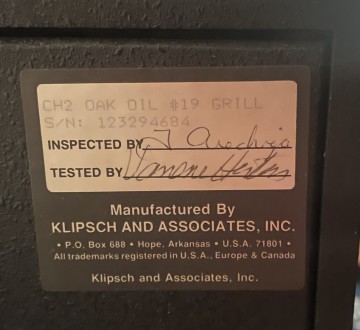 CH2 OAK OIL #19 GRILL
S/N: 123294684
INSPECTED BY
TESTED BY
Manufactured By
KLIPSCH AND ASSOCIATES, INC.
• P.O. Box 688 • Hope, Arkansas • U.S.A. 71801 •
All trademarks registered in U.S.A., Europe & Canada
Klipsch and Associates, Inc.